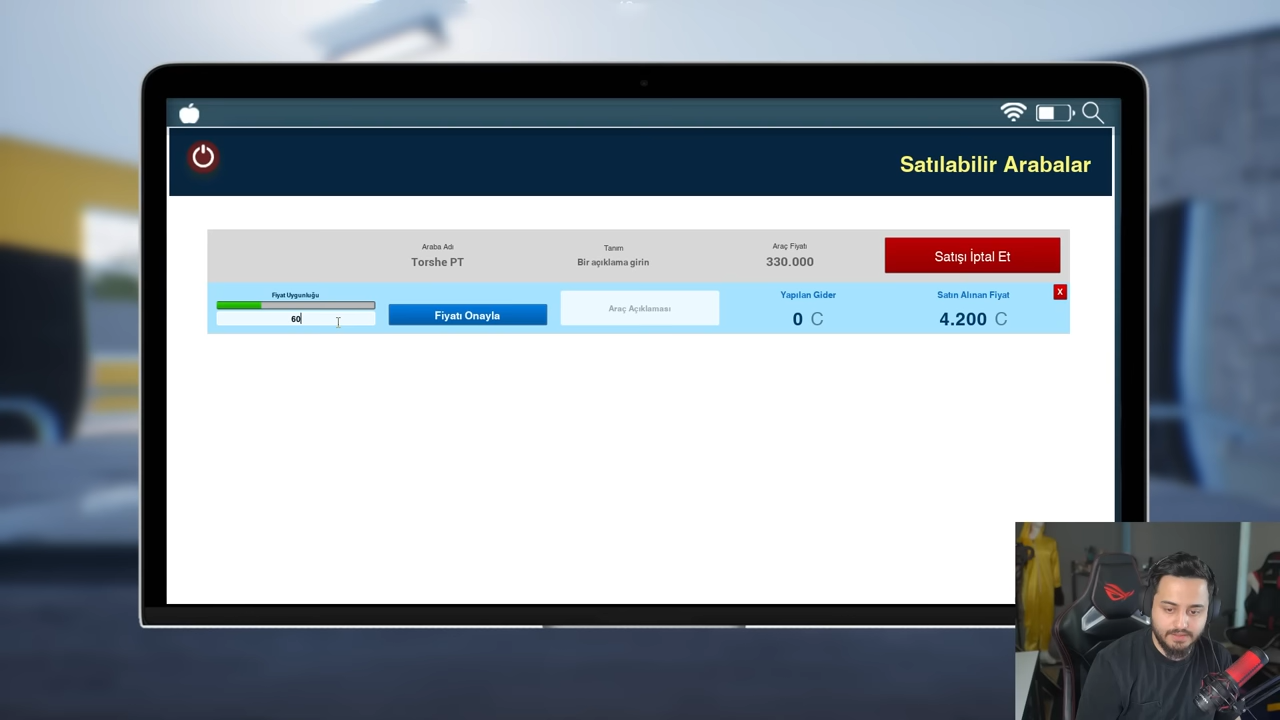 Satılabilir Arabalar
Araba Adı
Torshe PT
Tanım
Bir açıklama girin
Araç Fiyatı
330.000
Satışı İptal Et
Fiyat Uygunluğu
60
Fiyatı Onayla
Araç Açıklaması
Yapılan Gider
0 C
Satın Alınan Fiyat
4.200 C
X